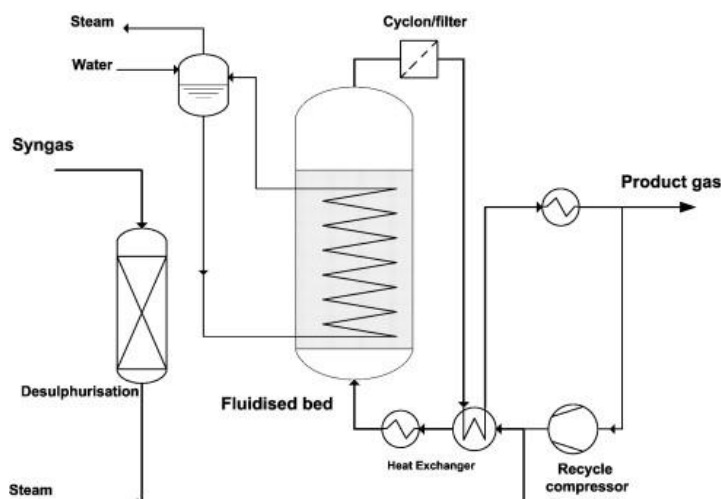 Steam
Cyclon/filter
Water
Syngas
Product gas
Desulphurisation
Fluidised bed
Heat Exchanger
Recycle
compressor
Steam